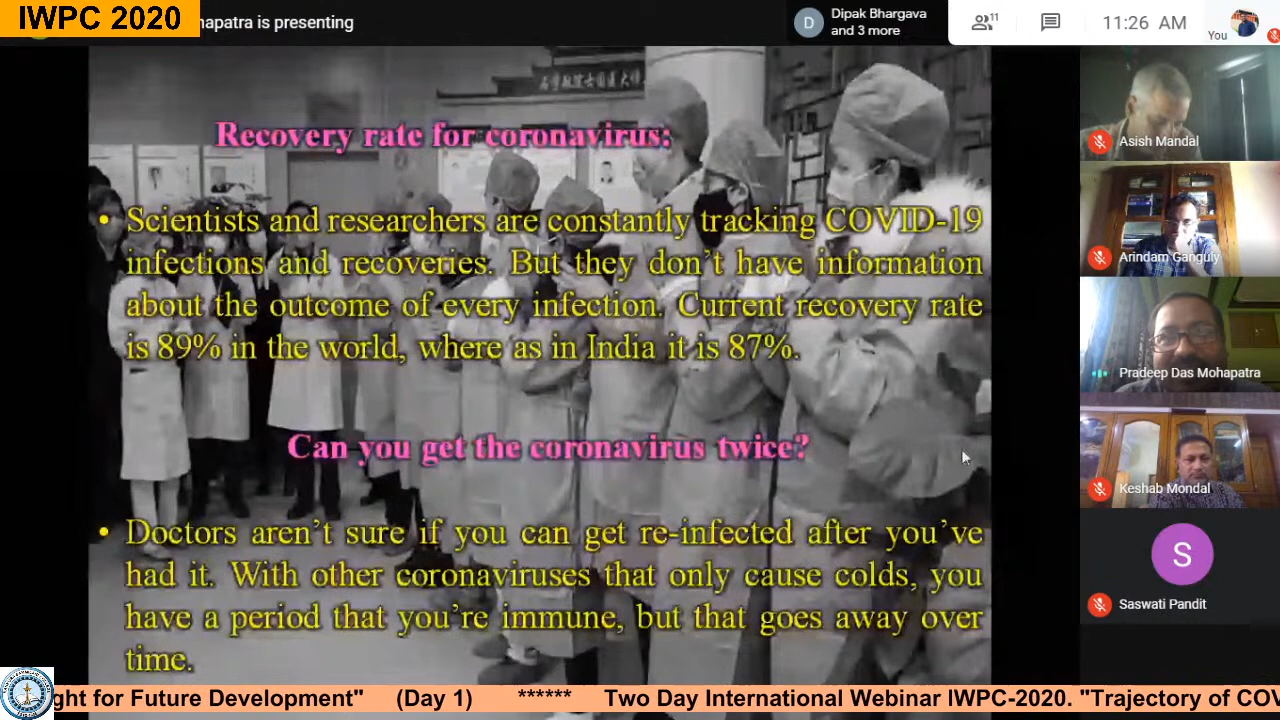 IWPC 2020
hapatra is presenting
D
Dipak Bhargava
and 3 more
11
11:26 AM
You
Recovery rate for coronavirus:
• Scientists and researchers are constantly tracking COVID-19
infections and recoveries. But they don't have information
about the outcome of every infection. Current recovery rate
is 89% in the world, where as in India it is 87%.
Can you get the coronavirus twice?
• Doctors aren't sure if you can get re-infected after you've
had it. With other coronaviruses that only cause colds, you
have a period that you're immune, but that goes away over
time.
Asish Mandal
Arindam Ganguly
Pradeep Das Mohapatra
Keshab Mondal
S
Saswati Pandit
ght for Future Development" (Day 1) ****** Two Day International Webinar IWPC-2020. "Trajectory of COV